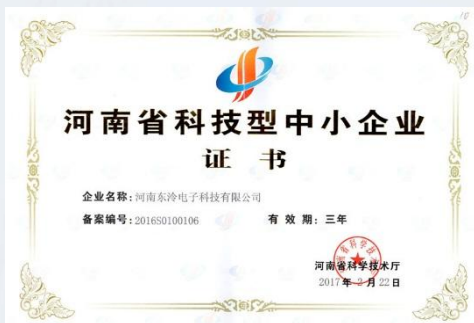 河南省科技型中小企业
证 书
企业名称:河南东泠电子科技有限公司
备案编号:2016S0100106 有 效 期:三年
河南省科学技术厅
2017年2月22日